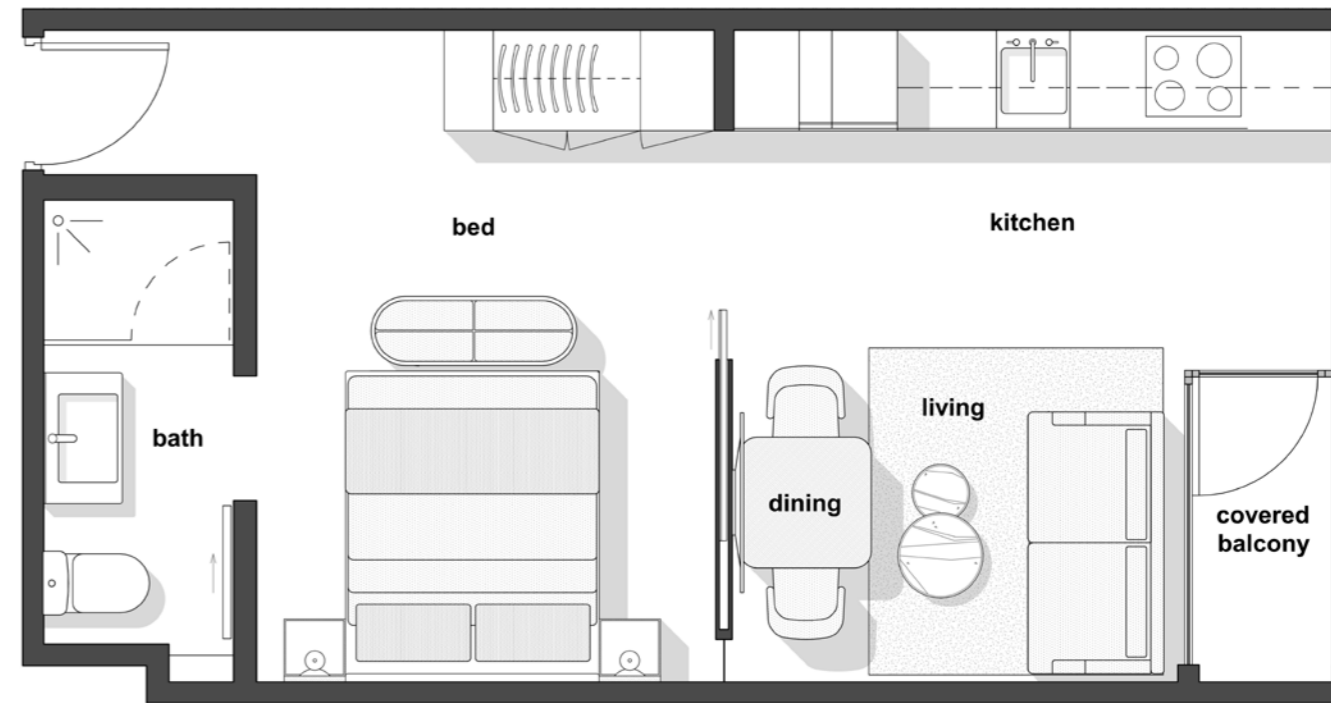 bed
kitchen
living
bath
dining
covered
balcony